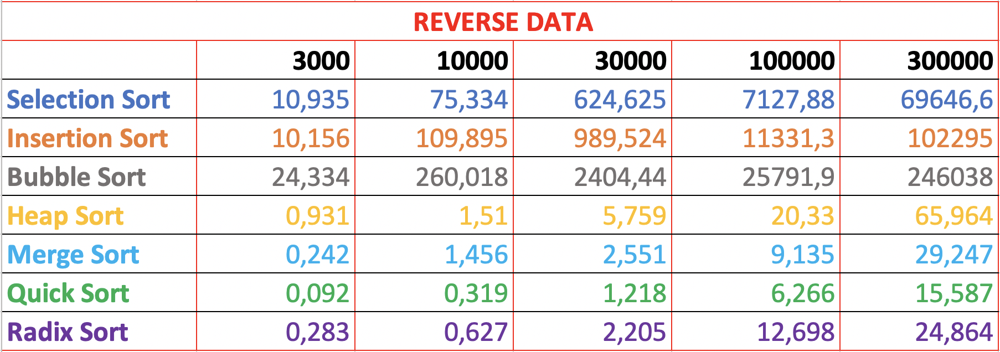 REVERSE DATA
3000 10000 30000 100000 300000
Selection Sort 10,935 75,334 624,625 7127,88 69646,6
Insertion Sort 10,156 109,895 989,524 11331,3 102295
Bubble Sort 24,334 260,018 2404,44 25791,9 246038
Heap Sort 0,931 1,51 5,759 20,33 65,964
Merge Sort 0,242 1,456 2,551 9,135 29,247
Quick Sort 0,092 0,319 1,218 6,266 15,587
Radix Sort 0,283 0,627 2,205 12,698 24,864